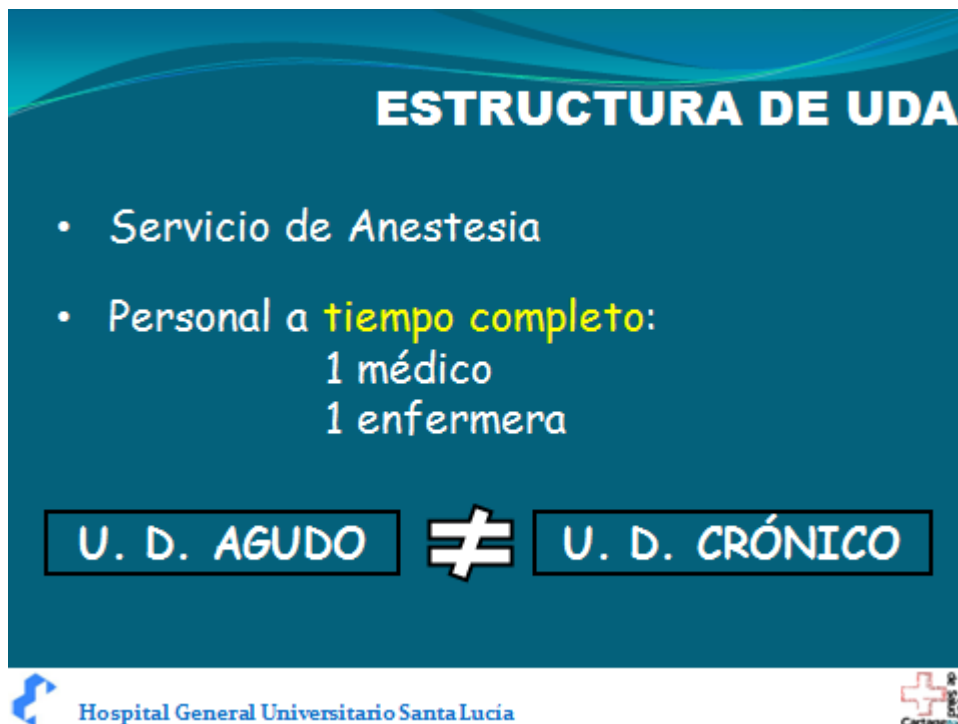 ESTRUCTURA DE UDA
• Servicio de Anestesia
• Personal a tiempo completo:
1 médico
1 enfermera
U. D. AGUDO ≠ U. D. CRÓNICO
Hospital General Universitario Santa Lucía